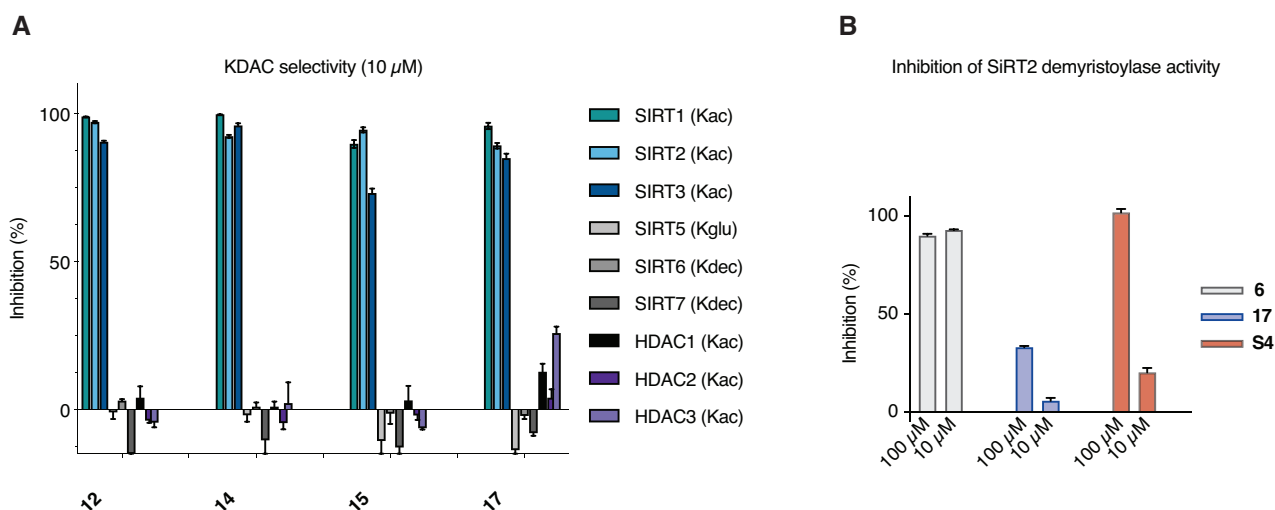 A
KDAC selectivity (10 µM)
Inhibition (%)
100
50
0
12
14
15
17
SIRT1 (Kac)
SIRT2 (Kac)
SIRT3 (Kac)
SIRT5 (Kglu)
SIRT6 (Kdec)
SIRT7 (Kdec)
HDAC1 (Kac)
HDAC2 (Kac)
HDAC3 (Kac)
B
Inhibition of SiRT2 demyristoylase activity
Inhibition (%)
100
50
0
100 µM
10 µM
100 µM
10 µM
100 µM
10 µM
6
17
S4